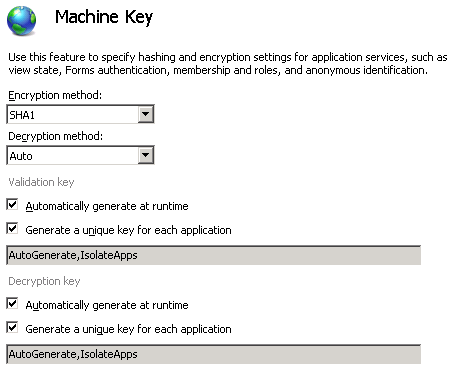 Machine Key
Use this feature to specify hashing and encryption settings for application services, such as
view state, Forms authentication, membership and roles, and anonymous identification.
Encryption method:
SHA1
Decryption method:
Auto
Validation key
Automatically generate at runtime
Generate a unique key for each application
AutoGenerate,IsolateApps
Decryption key
Automatically generate at runtime
Generate a unique key for each application
AutoGenerate,IsolateApps